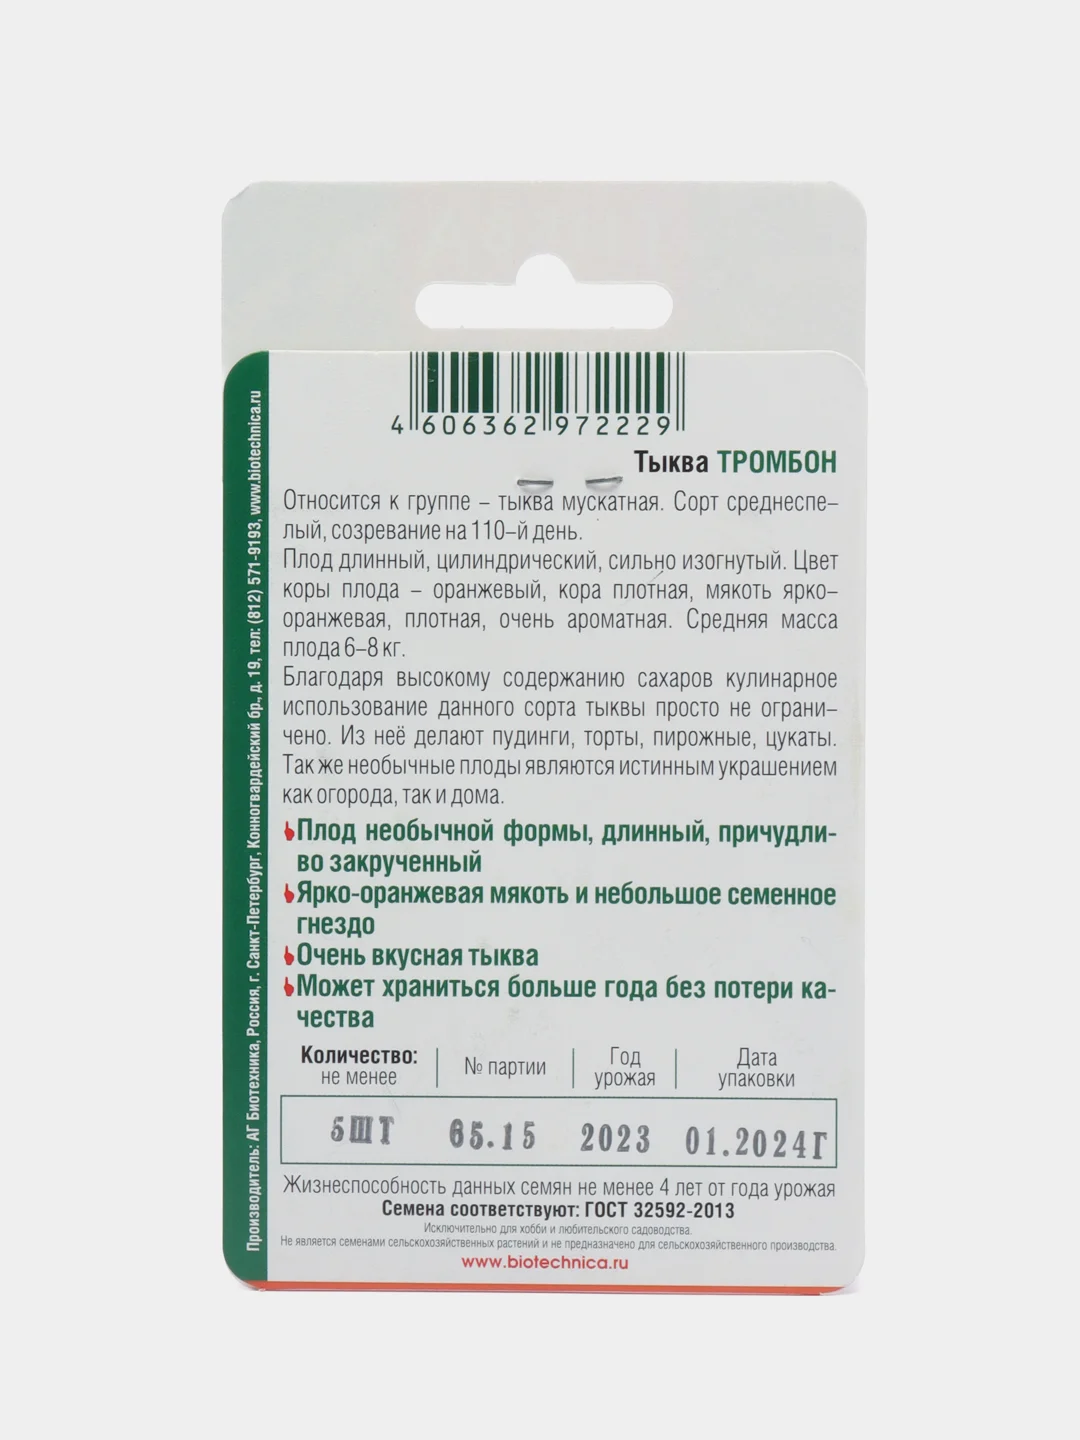 4 606362 972229
Тыква ТРОМБОН
Относится к группе – тыква мускатная. Сорт среднеспе-
лый, созревание на 110-й день.
Плод длинный, цилиндрический, сильно изогнутый. Цвет
коры плода – оранжевый, кора плотная, мякоть ярко-
оранжевая, плотная, очень ароматная. Средняя масса
плода 6–8 кг.
Благодаря высокому содержанию сахаров кулинарное
использование данного сорта тыквы просто не ограни-
чено. Из неё делают пудинги, торты, пирожные, цукаты.
Так же необычные плоды являются истинным украшением
как огорода, так и дома.
Плод необычной формы, длинный, причудли-
во закрученный
Ярко-оранжевая мякоть и небольшое семенное
гнездо
Очень вкусная тыква
Может храниться больше года без потери ка-
чества
Количество: не менее
№ партии
Год урожая
Дата упаковки
5ШТ 65.15 2023 01.2024Г
Жизнеспособность данных семян не менее 4 лет от года урожая
Семена соответствуют: ГОСТ 32592-2013
Исключительно для хобби и любительского садоводства.
Не является семенами сельскохозяйственных растений и не предназначено для сельскохозяйственного производства.
www.biotechnica.ru
Производитель: АГ Биотехника, Россия, г. Санкт-Петербург, Конногвардейский бр., д. 19, тел: (812) 571-9193, www.biotechnica.ru